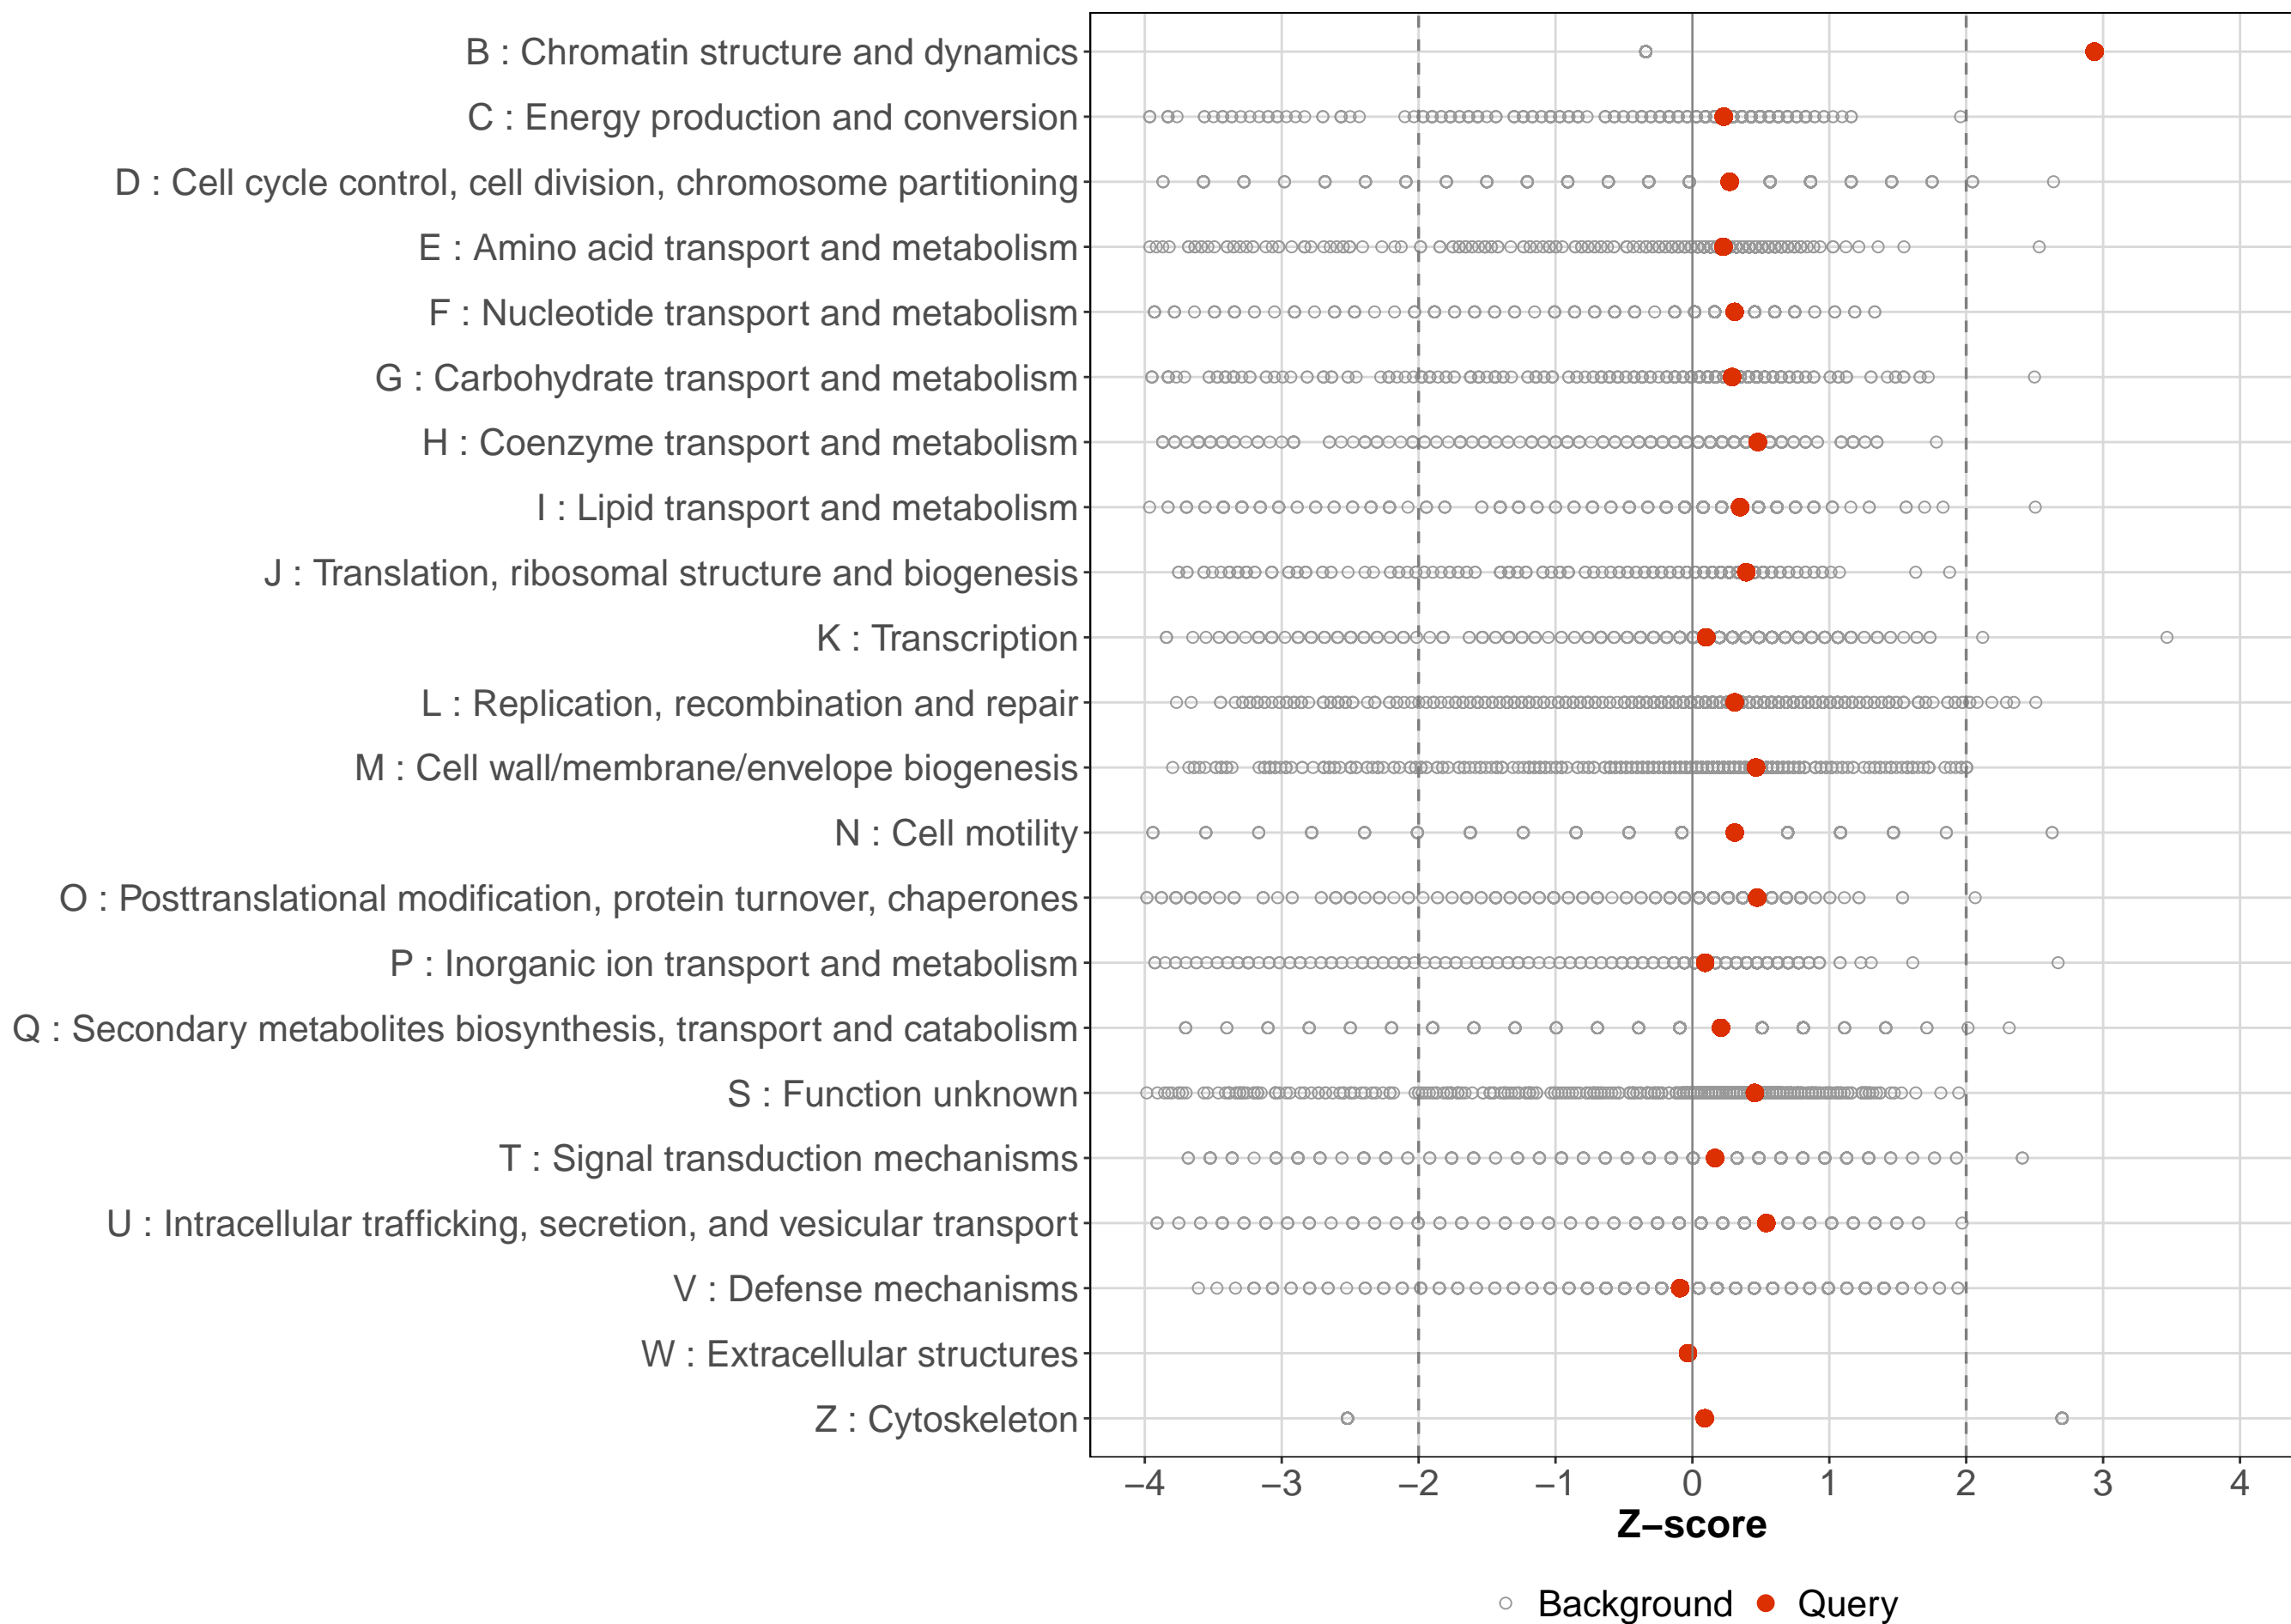 B : Chromatin structure and dynamics
C : Energy production and conversion
D : Cell cycle control, cell division, chromosome partitioning
E : Amino acid transport and metabolism
F : Nucleotide transport and metabolism
G : Carbohydrate transport and metabolism
H : Coenzyme transport and metabolism
I : Lipid transport and metabolism
J : Translation, ribosomal structure and biogenesis
K : Transcription
L : Replication, recombination and repair
M : Cell wall/membrane/envelope biogenesis
N : Cell motility
O : Posttranslational modification, protein turnover, chaperones
P : Inorganic ion transport and metabolism
Q : Secondary metabolites biosynthesis, transport and catabolism
S : Function unknown
T : Signal transduction mechanisms
U : Intracellular trafficking, secretion, and vesicular transport
V : Defense mechanisms
W : Extracellular structures
Z : Cytoskeleton
−4 −3 −2 −1 0 1 2 3 4
Z−score
Background Query